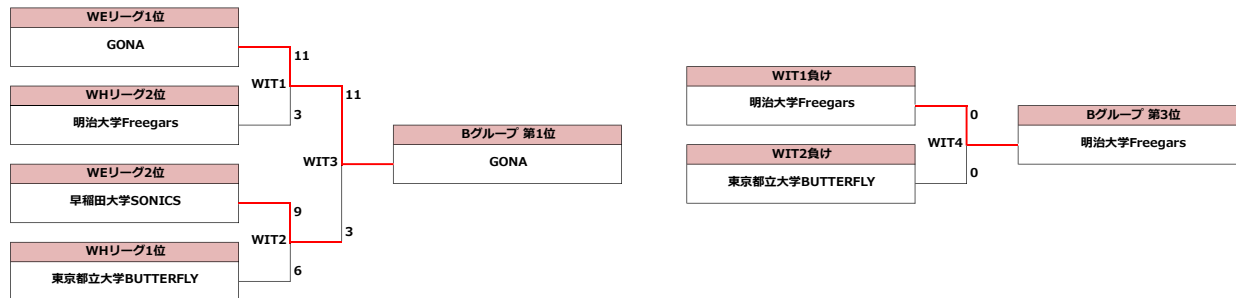 WEリーグ1位
GONA
11
WIT1
WHリーグ2位
明治大学Freegars
3
11
WIT3
Bグループ 第1位
GONA
WEリーグ2位
早稲田大学SONICS
9
WIT2
3
WHリーグ1位
東京都立大学BUTTERFLY
6
WIT1負け
明治大学Freegars
0
WIT4
Bグループ 第3位
明治大学Freegars
WIT2負け
東京都立大学BUTTERFLY
0